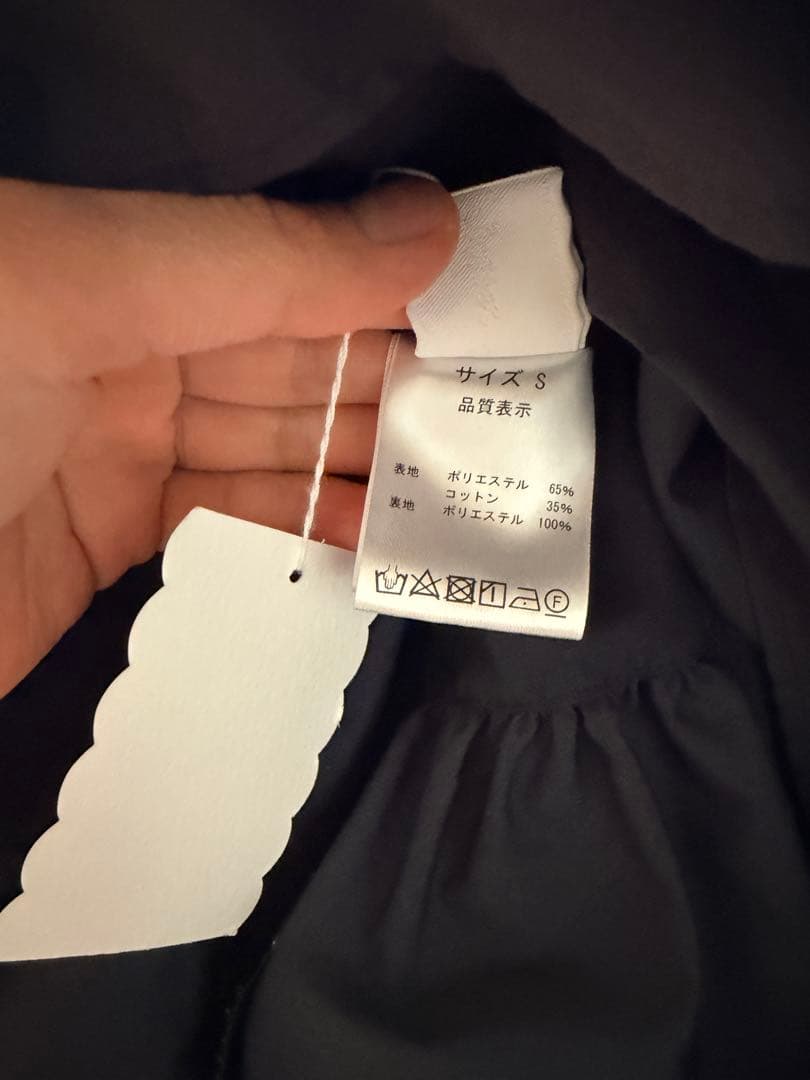 サイズ S
品質表示
表地 ポリエステル 65%
コットン 35%
裏地 ポリエステル 100%
F